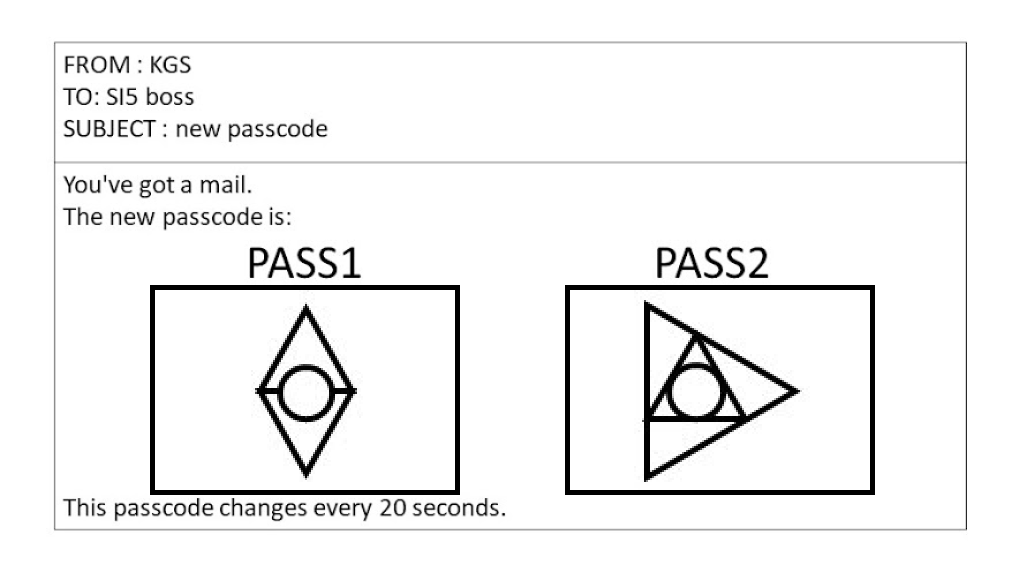 FROM : KGS
TO: SI5 boss
SUBJECT : new passcode
You've got a mail.
The new passcode is:
PASS1 PASS2
This passcode changes every 20 seconds.